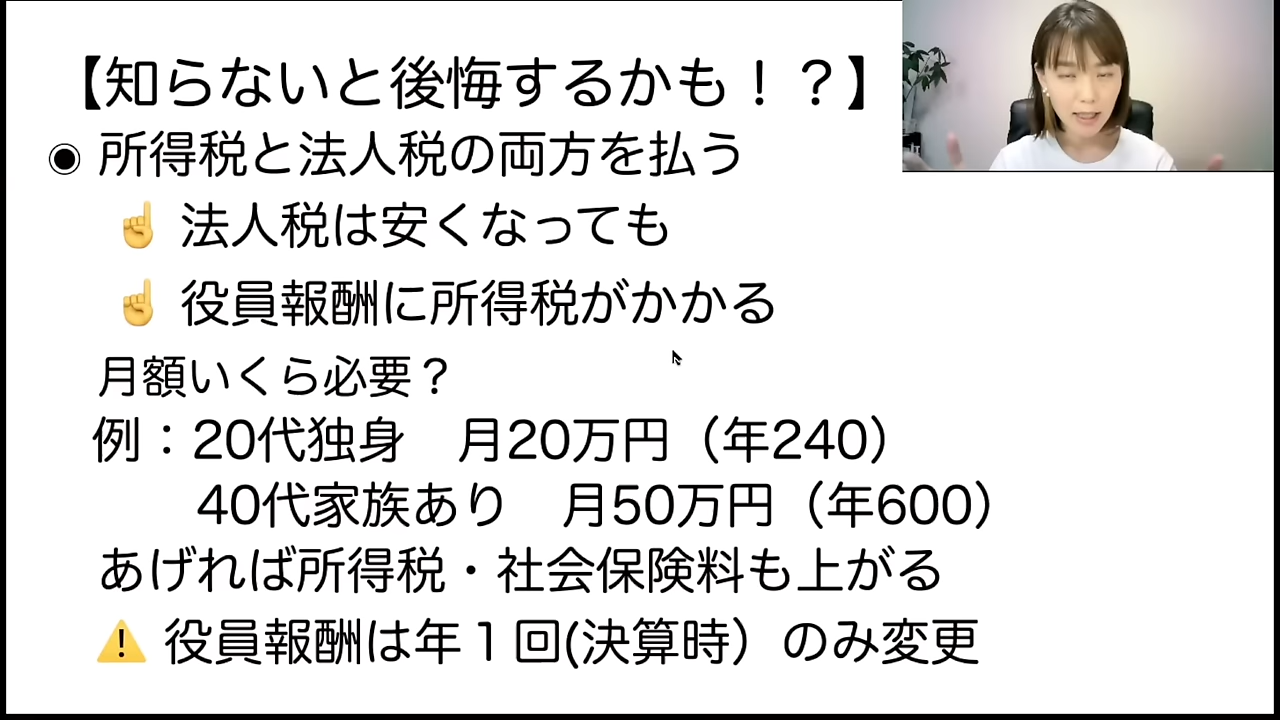 【知らないと後悔するかも！？】
◉ 所得税と法人税の両方を払う
☝ 法人税は安くなっても
☝ 役員報酬に所得税がかかる
月額いくら必要？
例：20代独身　月20万円（年240）
40代家族あり　月50万円（年600）
あげれば所得税・社会保険料も上がる
⚠ 役員報酬は年１回(決算時）のみ変更